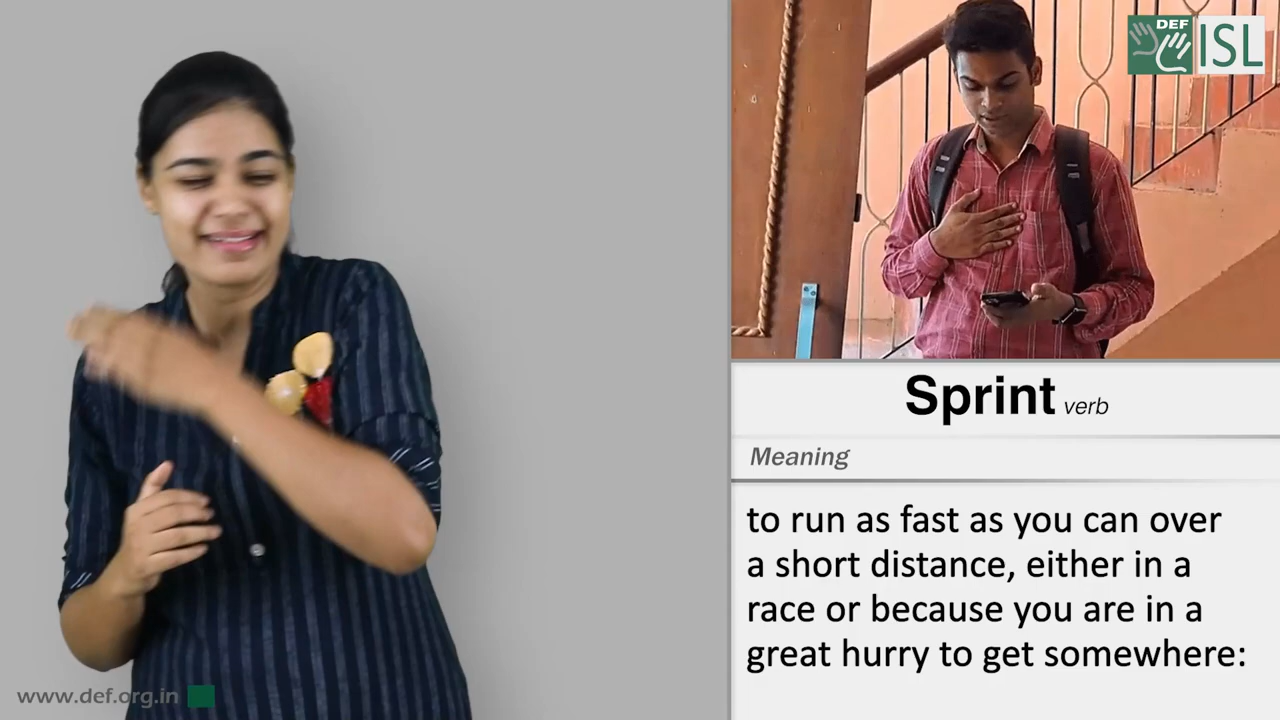 DEF
ISL
Sprint verb
Meaning
to run as fast as you can over
a short distance, either in a
race or because you are in a
great hurry to get somewhere:
www.def.org.in